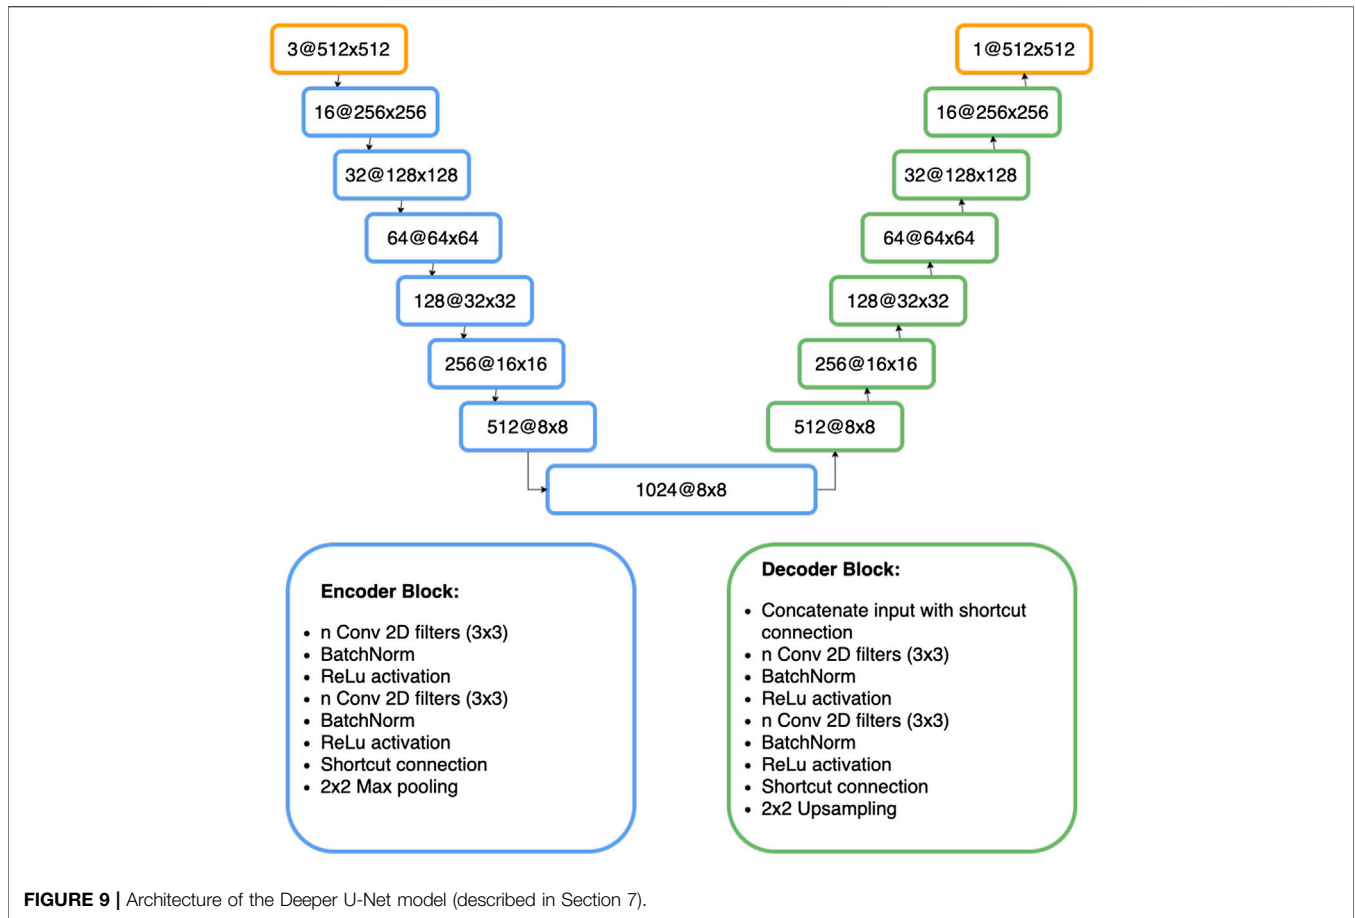 3@512x512
16@256x256
32@128x128
64@64x64
128@32x32
256@16x16
512@8x8
1024@8x8
512@8x8
256@16x16
128@32x32
64@64x64
32@128x128
16@256x256
1@512x512
Encoder Block:
• n Conv 2D filters (3x3)
• BatchNorm
• ReLu activation
• n Conv 2D filters (3x3)
• BatchNorm
• ReLu activation
• Shortcut connection
• 2x2 Max pooling
Decoder Block:
• Concatenate input with shortcut
connection
• n Conv 2D filters (3x3)
• BatchNorm
• ReLu activation
• n Conv 2D filters (3x3)
• BatchNorm
• ReLu activation
• Shortcut connection
• 2x2 Upsampling
FIGURE 9 | Architecture of the Deeper U-Net model (described in Section 7).